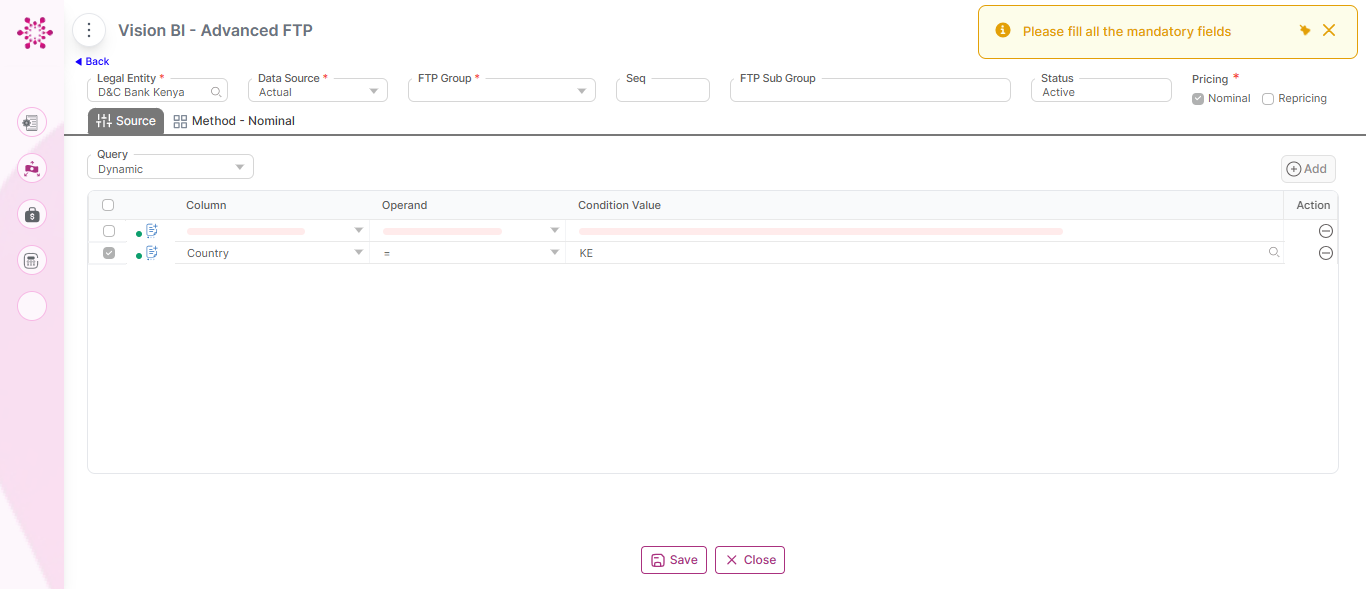 Vision BI - Advanced FTP
Please fill all the mandatory fields
Back
Legal Entity *
D&C Bank Kenya
Data Source *
Actual
FTP Group *
Seq
FTP Sub Group
Status
Active
Pricing *
Nominal
Repricing
Source
Method - Nominal
Query
Dynamic
Add
Column Operand Condition Value Action
Country = KE
Save
Close